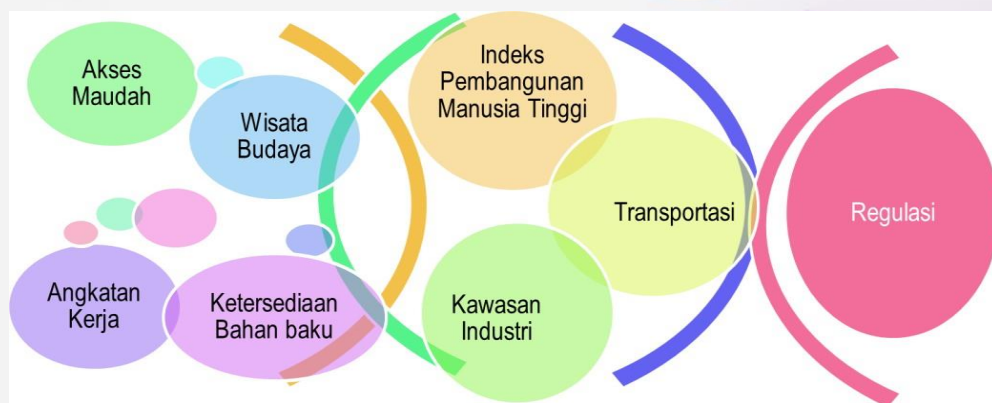 Akses
Maudah
Wisata
Budaya
Angkatan
Kerja
Ketersediaan
Bahan baku
Indeks
Pembangunan
Manusia Tinggi
Kawasan
Industri
Transportasi
Regulasi